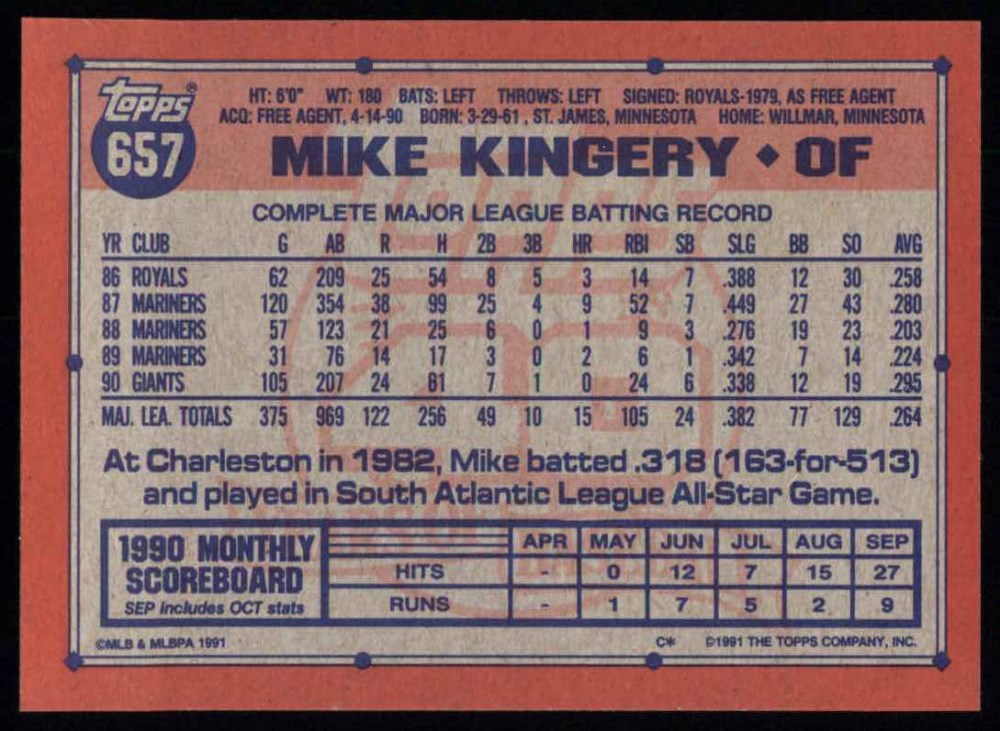 Topps®
657
HT: 6'0" WT: 180 BATS: LEFT THROWS: LEFT SIGNED: ROYALS-1979, AS FREE AGENT
ACQ: FREE AGENT, 4-14-90 BORN: 3-29-61, ST. JAMES, MINNESOTA HOME: WILLMAR, MINNESOTA
MIKE KINGERY ◆ OF
COMPLETE MAJOR LEAGUE BATTING RECORD
YR CLUB G AB R H 2B 3B HR RBI SB SLG BB SO AVG
86 ROYALS 62 209 25 54 8 5 3 14 7 .388 12 30 .258
87 MARINERS 120 354 38 99 25 4 9 52 7 .449 27 43 .280
88 MARINERS 57 123 21 25 6 0 1 9 3 .276 19 23 .203
89 MARINERS 31 76 14 17 3 0 2 6 1 .342 7 14 .224
90 GIANTS 105 207 24 61 7 1 0 24 6 .338 12 19 .295
MAJ. LEA. TOTALS 375 969 122 256 49 10 15 105 24 .382 77 129 .264
At Charleston in 1982, Mike batted .318 (163-for-513)
and played in South Atlantic League All-Star Game.
1990 MONTHLY
SCOREBOARD
SEP includes OCT stats
APR MAY JUN JUL AUG SEP
HITS - 0 12 7 15 27
RUNS - 1 7 5 2 9
©MLB & MLBPA 1991 C* ©1991 THE TOPPS COMPANY, INC.